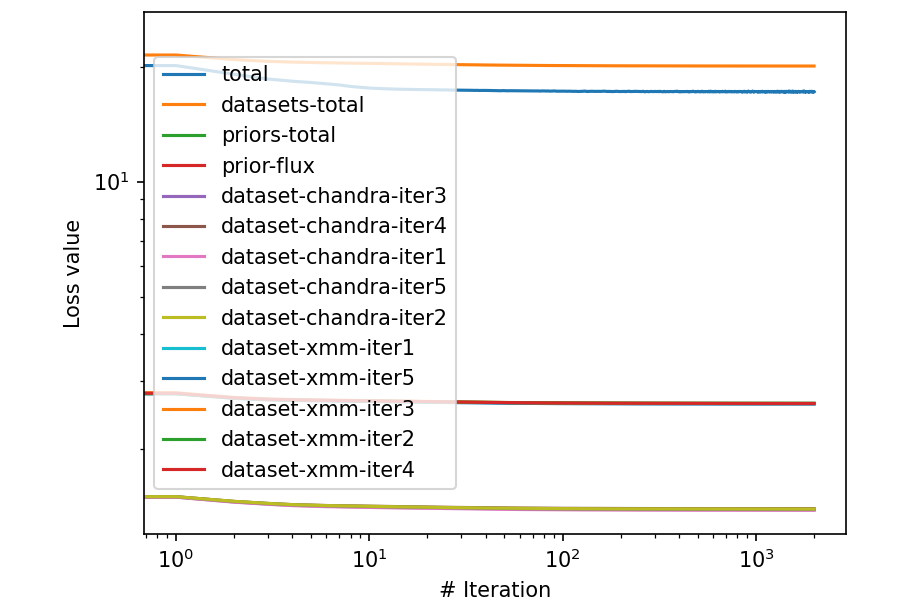 Loss value
10¹
total
datasets-total
priors-total
prior-flux
dataset-chandra-iter3
dataset-chandra-iter4
dataset-chandra-iter1
dataset-chandra-iter5
dataset-chandra-iter2
dataset-xmm-iter1
dataset-xmm-iter5
dataset-xmm-iter3
dataset-xmm-iter2
dataset-xmm-iter4
10⁰ 10¹ 10² 10³
# Iteration